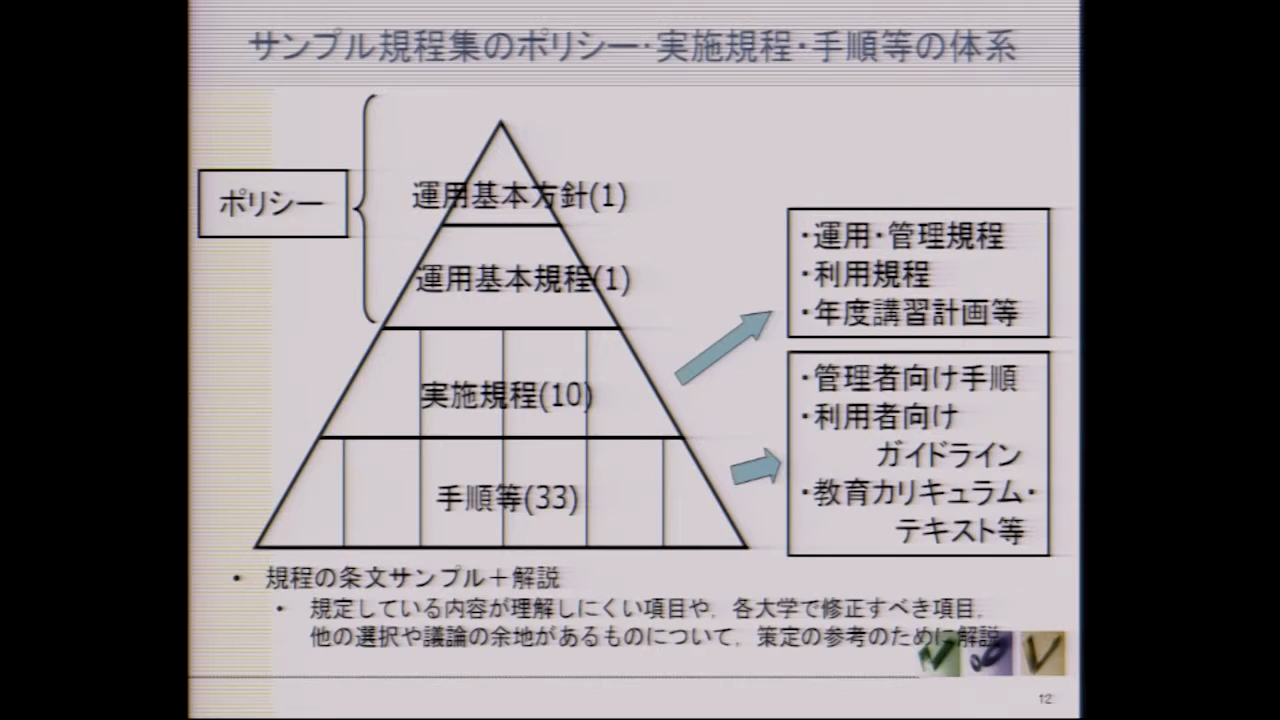 サンプル規程集のポリシー・実施規程・手順等の体系
ポリシー
運用基本方針(1)
運用基本規程(1)
実施規程(10)
手順等(33)
・運用・管理規程
・利用規程
・年度講習計画等
・管理者向け手順
・利用者向け
ガイドライン
・教育カリキュラム・
テキスト等
• 規程の条文サンプル＋解説
• 規定している内容が理解しにくい項目や，各大学で修正すべき項目，
他の選択や議論の余地があるものについて，策定の参考のために解説
12